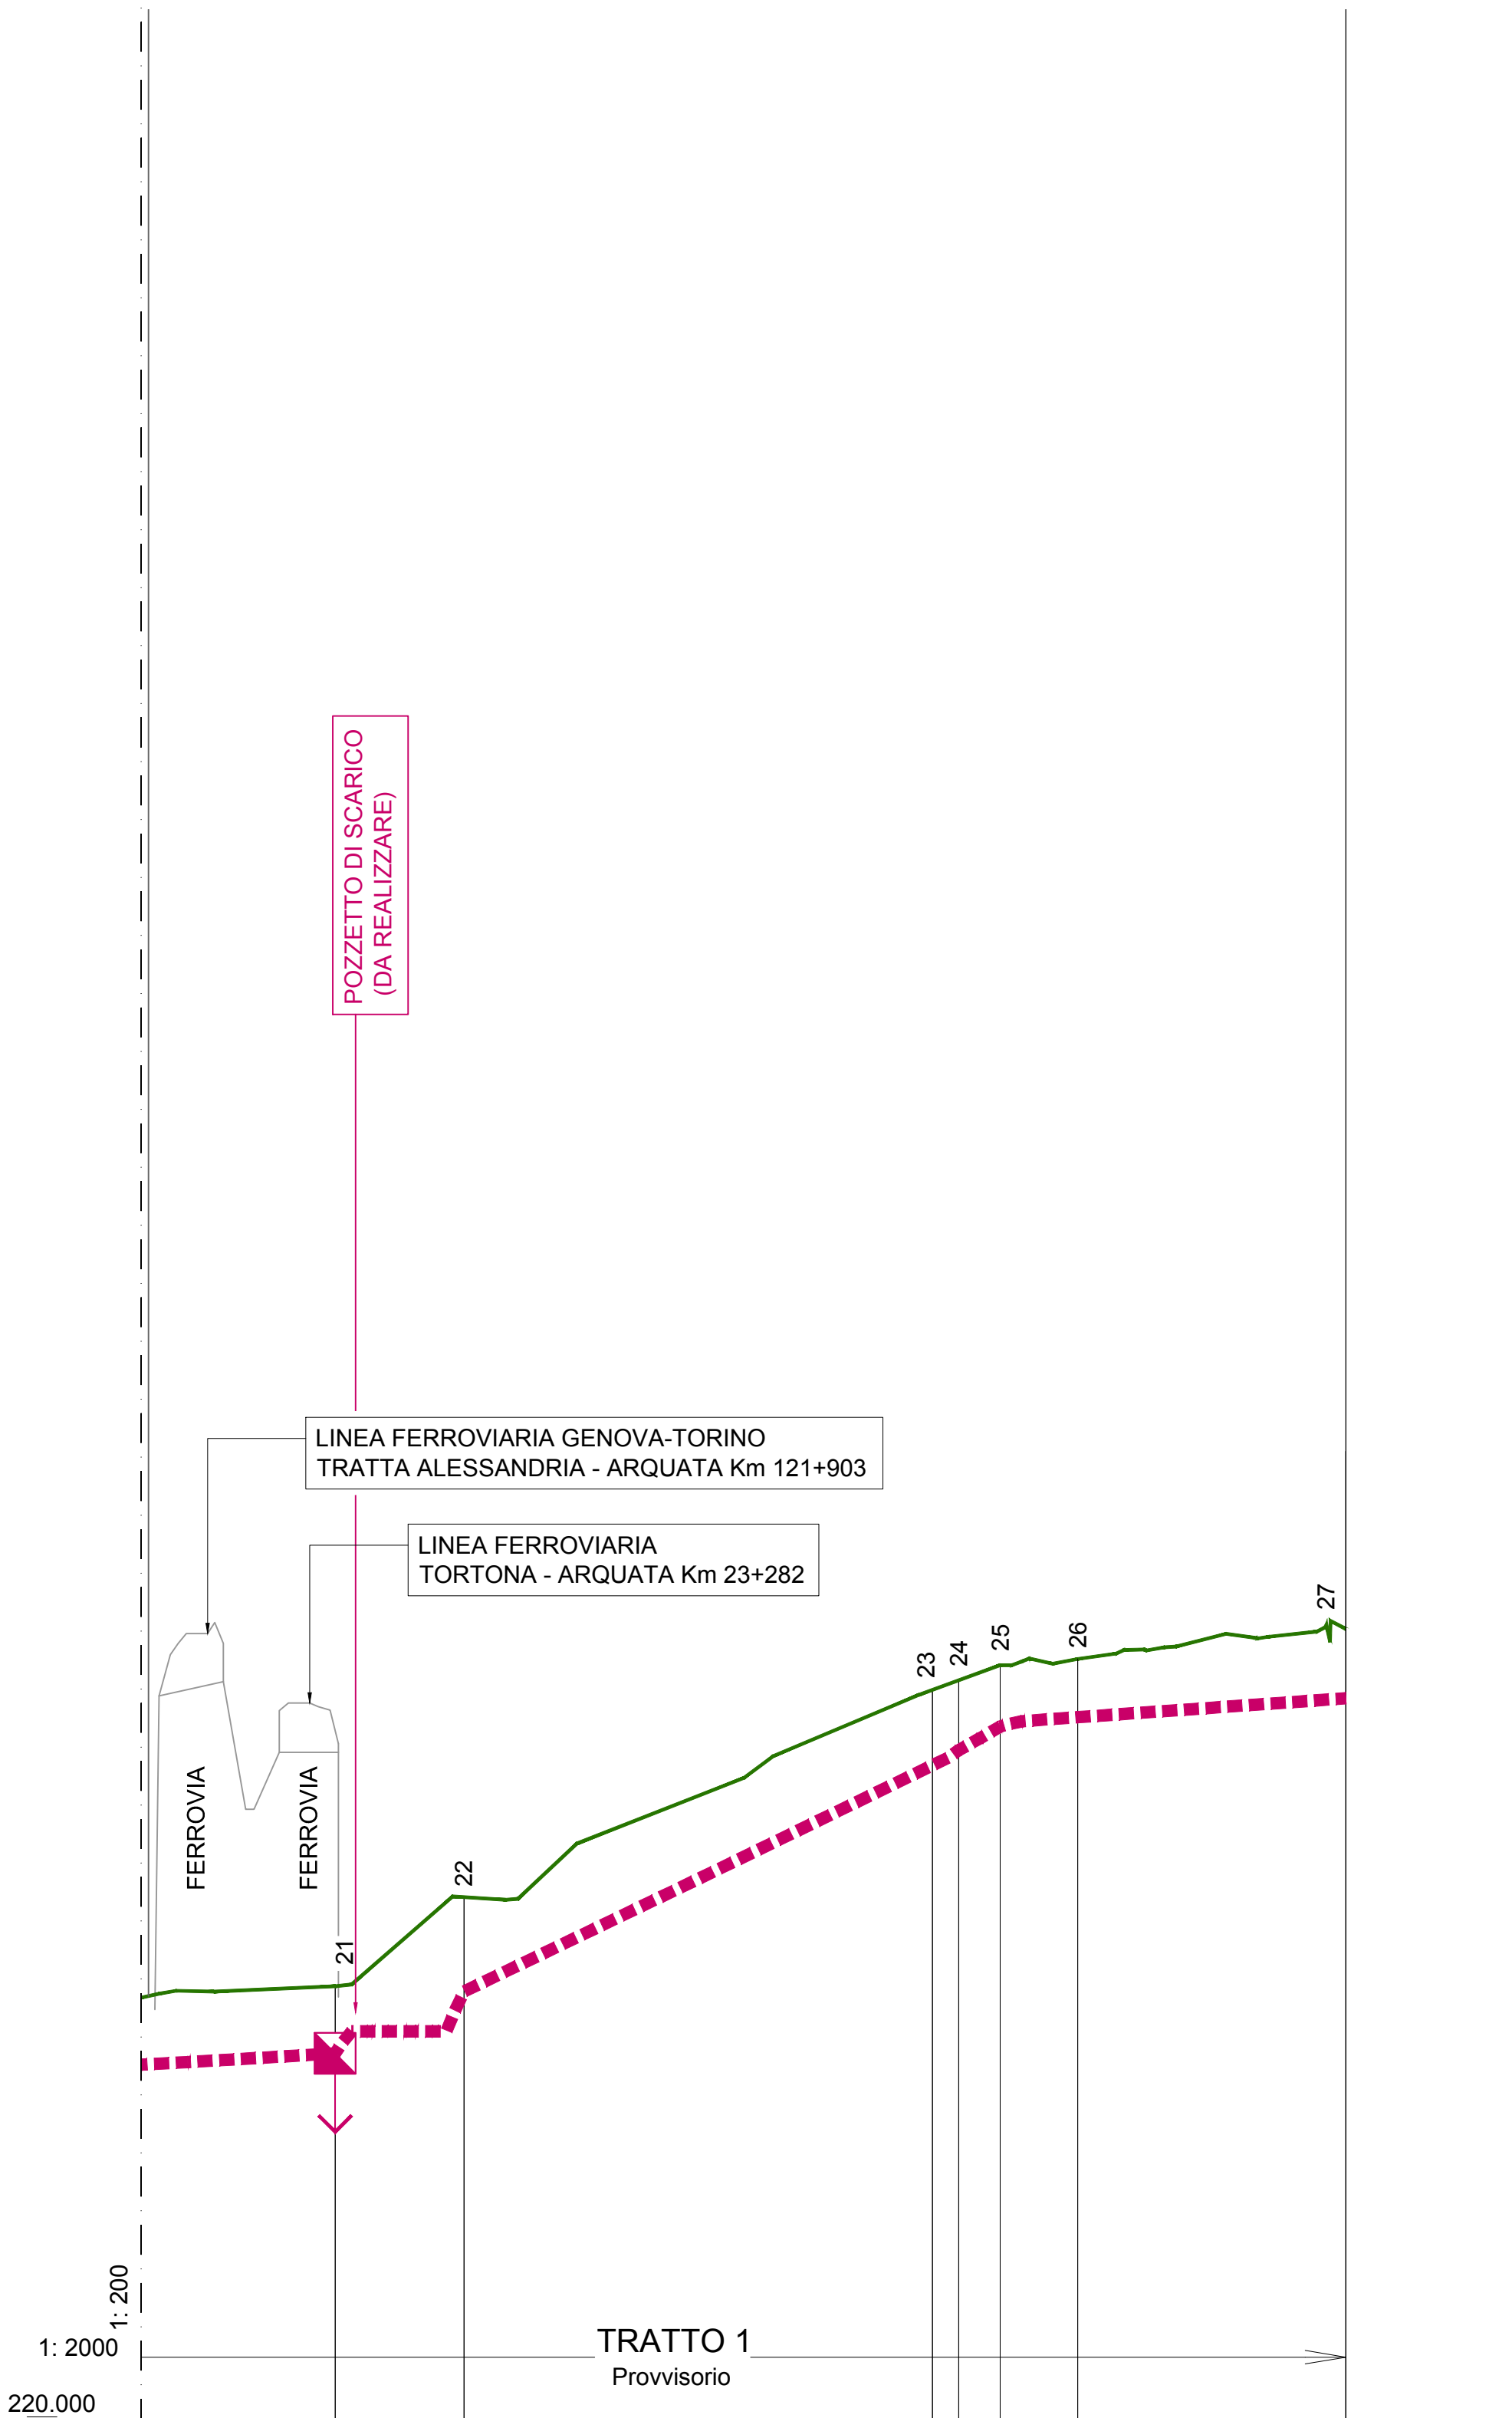 POZZETTO DI SCARICO
(DA REALIZZARE)
LINEA FERROVIARIA GENOVA-TORINO
TRATTA ALESSANDRIA - ARQUATA Km 121+903
LINEA FERROVIARIA
TORTONA - ARQUATA Km 23+282
FERROVIA
FERROVIA
21
22
23
24
25
26
27
1: 200
1: 2000
TRATTO 1
Provvisorio
220.000